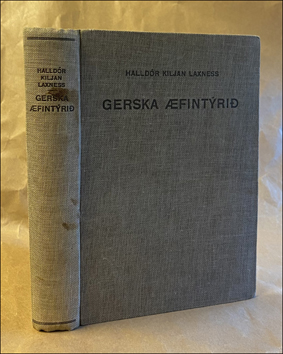 HALLDÓR
KILJAN
LAXNESS
GERSKA
ÆFINTÝRIÐ
HALLDÓR KILJAN LAXNESS
GERSKA ÆFINTÝRIÐ